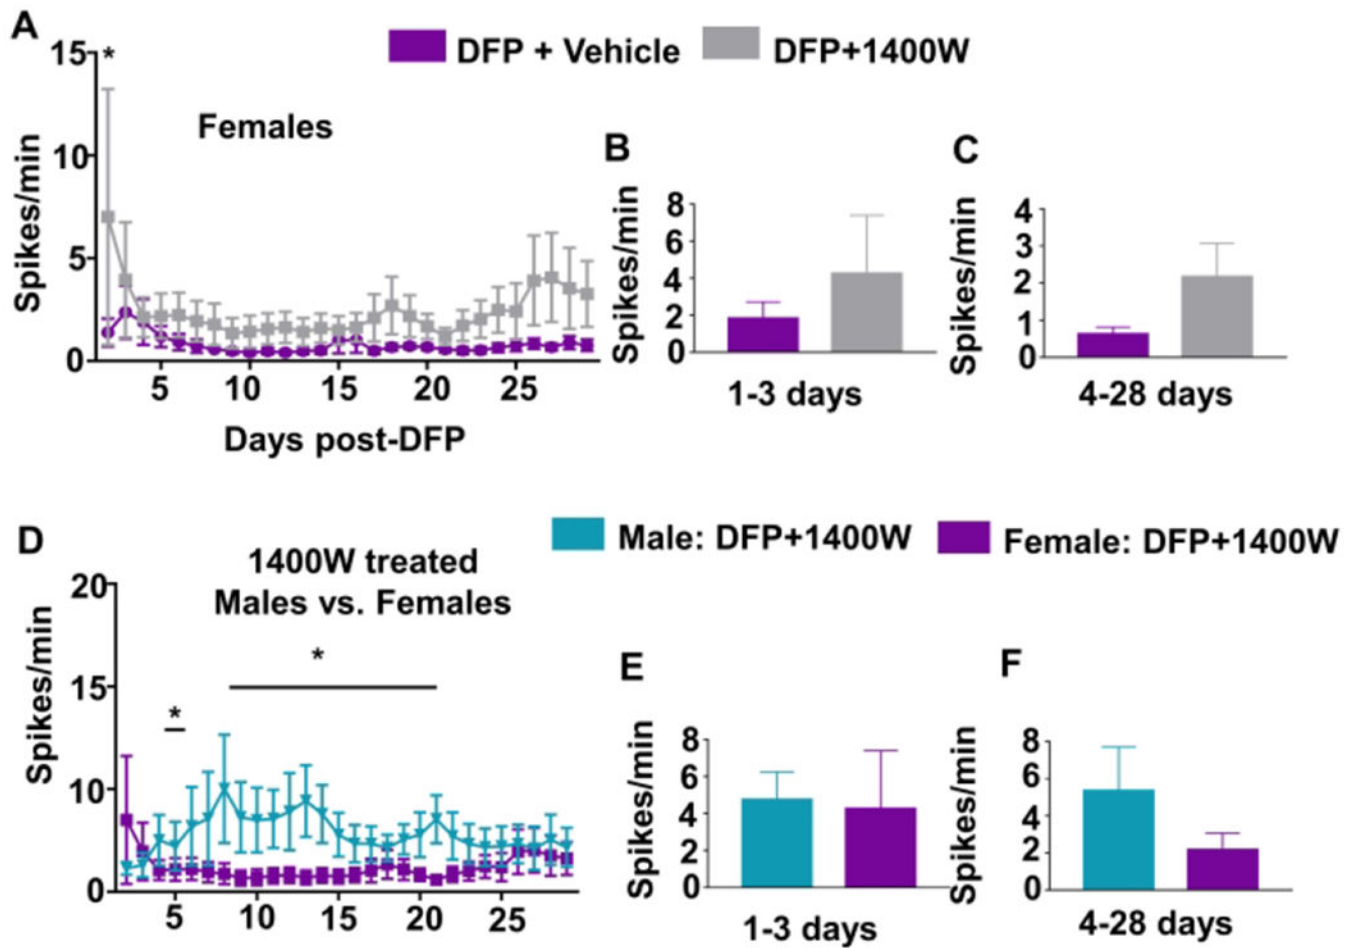 A
DFP + Vehicle
DFP+1400W
15
*
10
5
0
Spikes/min
Females
5
10
15
20
25
Days post-DFP
B
8
6
4
2
0
Spikes/min
1-3 days
C
4
3
2
1
0
Spikes/min
4-28 days
D
Male: DFP+1400W
Female: DFP+1400W
1400W treated
Males vs. Females
20
15
10
0
Spikes/min
*
*
5
10
15
20
25
E
8
6
4
2
0
Spikes/min
1-3 days
F
8
6
4
2
0
Spikes/min
4-28 days